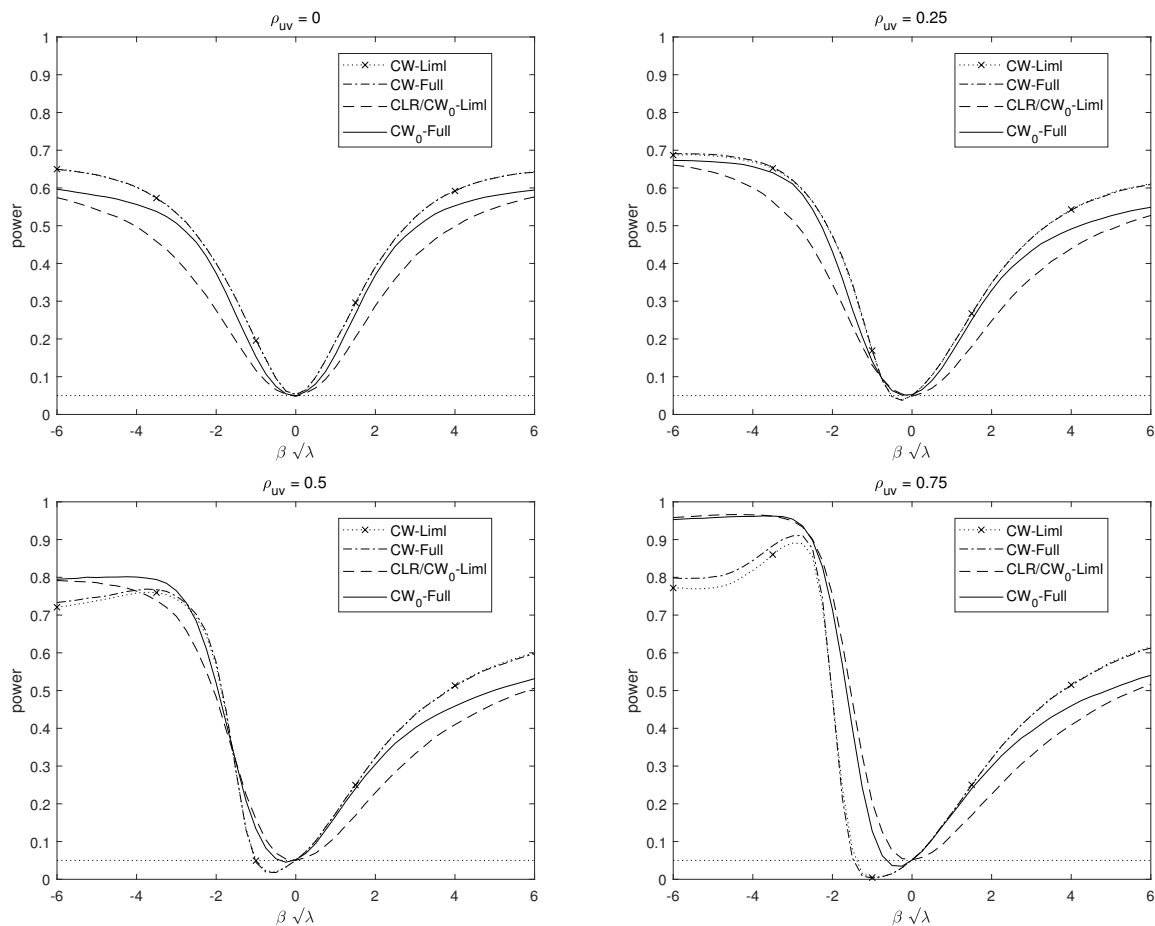 ρuv = 0
1
0.9
0.8
0.7
0.6
0.5
0.4
0.3
0.2
0.1
0
power
CW-Liml
CW-Full
CLR/CW0-Liml
CW0-Full
-6 -4 -2 0 2 4 6
β √λ
ρuv = 0.25
1
0.9
0.8
0.7
0.6
0.5
0.4
0.3
0.2
0.1
0
power
CW-Liml
CW-Full
CLR/CW0-Liml
CW0-Full
-6 -4 -2 0 2 4 6
β √λ
ρuv = 0.5
1
0.9
0.8
0.7
0.6
0.5
0.4
0.3
0.2
0.1
0
power
CW-Liml
CW-Full
CLR/CW0-Liml
CW0-Full
-6 -4 -2 0 2 4 6
β √λ
ρuv = 0.75
1
0.9
0.8
0.7
0.6
0.5
0.4
0.3
0.2
0.1
0
power
CW-Liml
CW-Full
CLR/CW0-Liml
CW0-Full
-6 -4 -2 0 2 4 6
β √λ